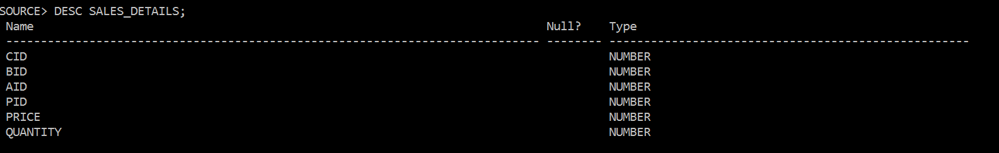 SOURCE> DESC SALES_DETAILS;
Name Null? Type
----------------------------------------------------------------------------- -------- ----------------------------------------------------
CID NUMBER
BID NUMBER
AID NUMBER
PID NUMBER
PRICE NUMBER
QUANTITY NUMBER